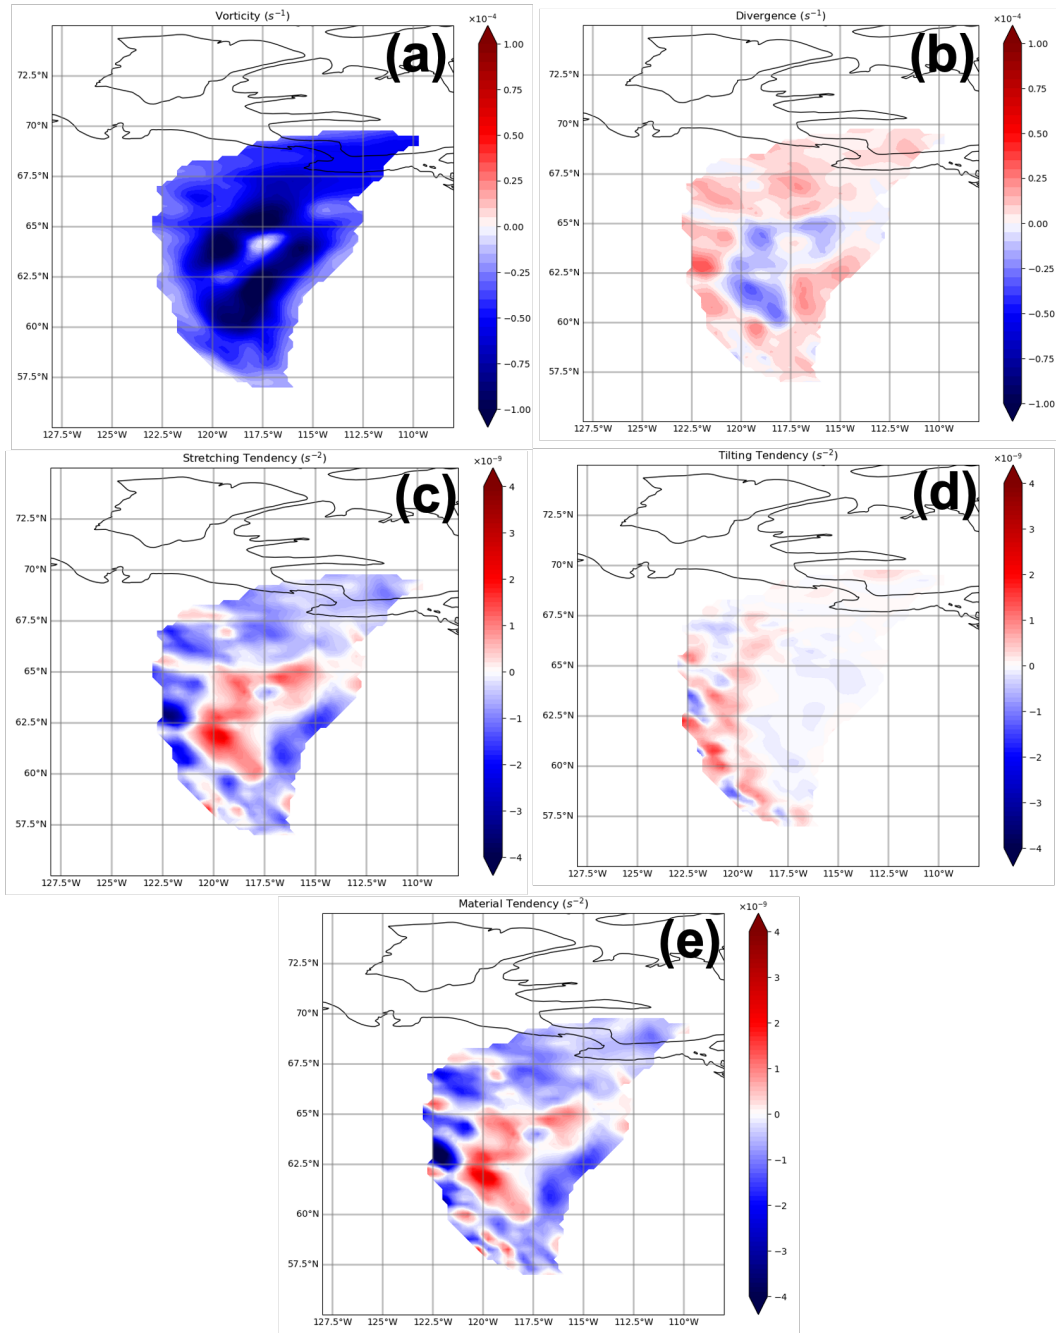 Vorticity (s⁻¹)
(a)
×10⁻⁴
72.5°N
70°N
67.5°N
65°N
62.5°N
60°N
57.5°N
127.5°W 125°W 122.5°W 120°W 117.5°W 115°W 112.5°W 110°W
1.00
0.75
0.50
0.25
0.00
−0.25
−0.50
−0.75
−1.00
Divergence (s⁻¹)
(b)
×10⁻⁴
72.5°N
70°N
67.5°N
65°N
62.5°N
60°N
57.5°N
127.5°W 125°W 122.5°W 120°W 117.5°W 115°W 112.5°W 110°W
1.00
0.75
0.50
0.25
0.00
−0.25
−0.50
−0.75
−1.00
Stretching Tendency (s⁻²)
(c)
×10⁻⁹
72.5°N
70°N
67.5°N
65°N
62.5°N
60°N
57.5°N
127.5°W 125°W 122.5°W 120°W 117.5°W 115°W 112.5°W 110°W
4
3
2
1
0
−1
−2
−3
−4
Tilting Tendency (s⁻²)
(d)
×10⁻⁹
72.5°N
70°N
67.5°N
65°N
62.5°N
60°N
57.5°N
127.5°W 125°W 122.5°W 120°W 117.5°W 115°W 112.5°W 110°W
4
3
2
1
0
−1
−2
−3
−4
Material Tendency (s⁻²)
(e)
×10⁻⁹
72.5°N
70°N
67.5°N
65°N
62.5°N
60°N
57.5°N
127.5°W 125°W 122.5°W 120°W 117.5°W 115°W 112.5°W 110°W
4
3
2
1
0
−1
−2
−3
−4